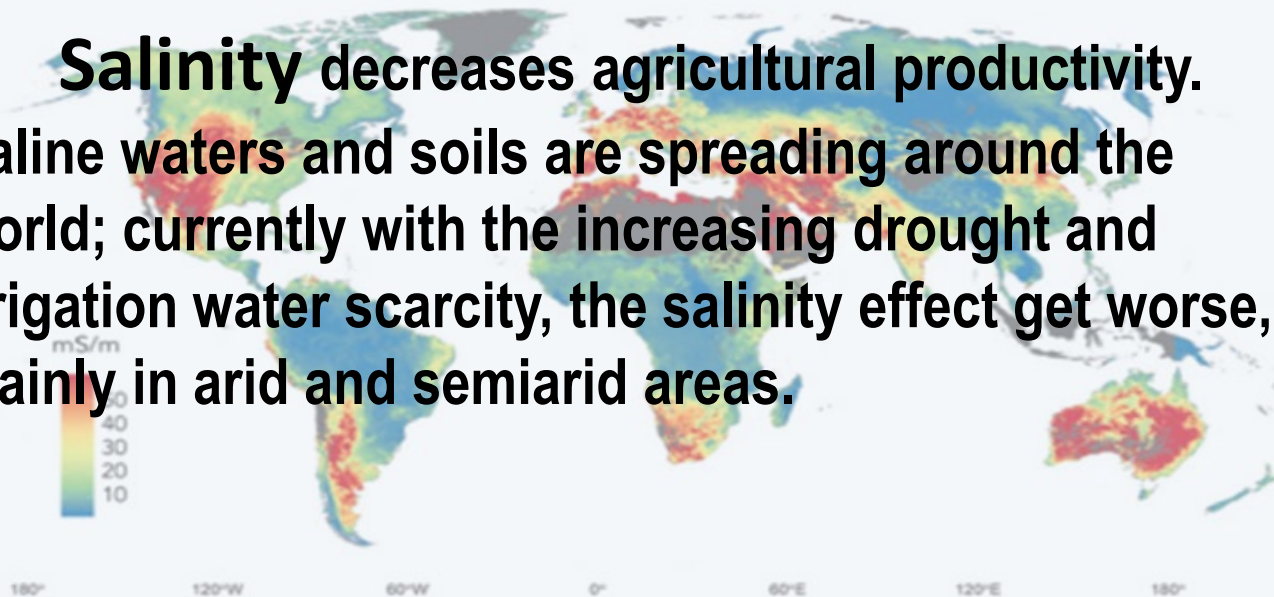 Salinity decreases agricultural productivity.
aline waters and soils are spreading around the
orld; currently with the increasing drought and
rigation water scarcity, the salinity effect get worse,
ainly in arid and semiarid areas.
mS/m
50
40
30
20
10
180° 120°W 60°W 0° 60°E 120°E 180°